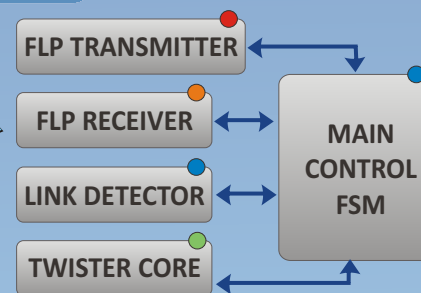 FLP TRANSMITTER
FLP RECEIVER
LINK DETECTOR
TWISTER CORE
MAIN
CONTROL
FSM